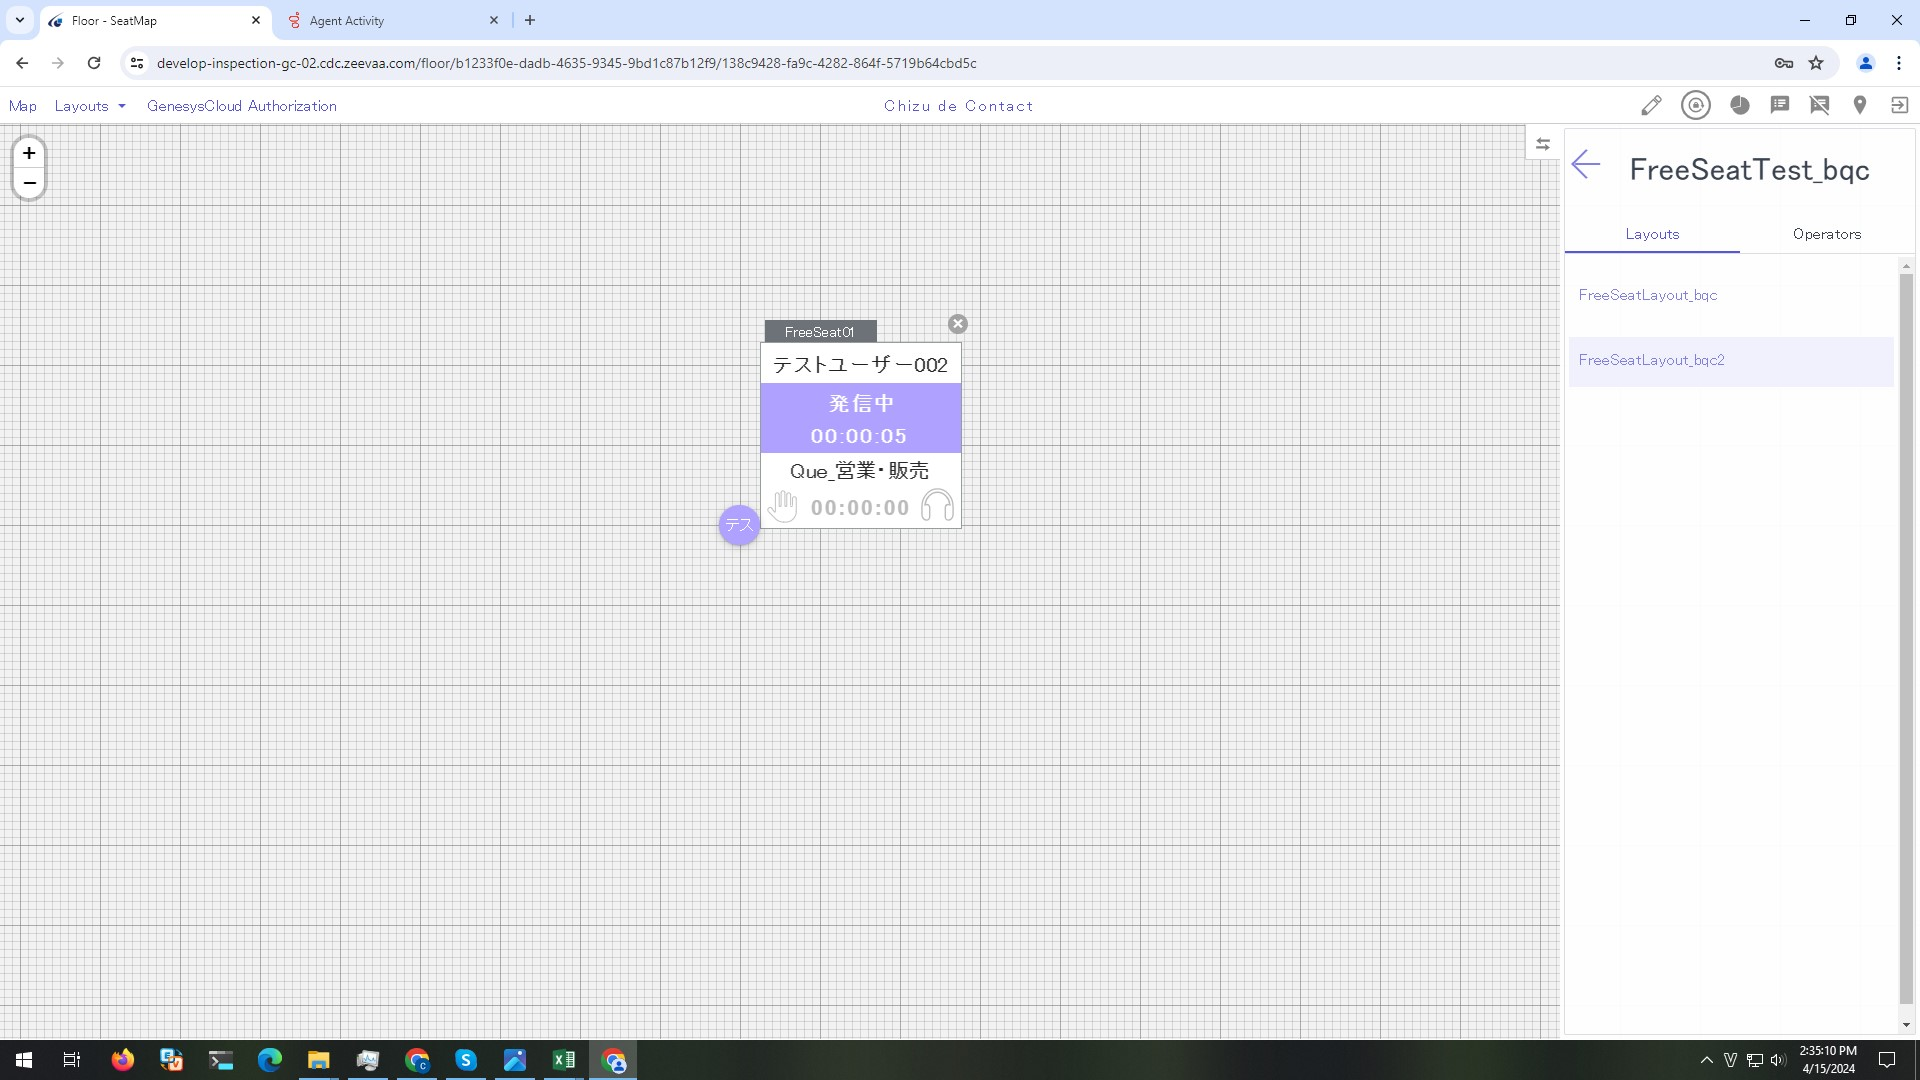 Floor - SeatMap
Agent Activity
develop-inspection-gc-02.cdc.zeevaa.com/floor/b1233f0e-dadb-4635-9345-9bd1c87b12f9/138c9428-fa9c-4282-864f-5719b64cbd5c
Map Layouts GenesysCloud Authorization
Chizu de Contact
+
−
FreeSeatTest_bqc
Layouts Operators
FreeSeatLayout_bqc
FreeSeatLayout_bqc2
FreeSeat01
テストユーザー002
発信中
00:00:05
Que_営業・販売
00:00:00
テス
2:35:10 PM
4/15/2024